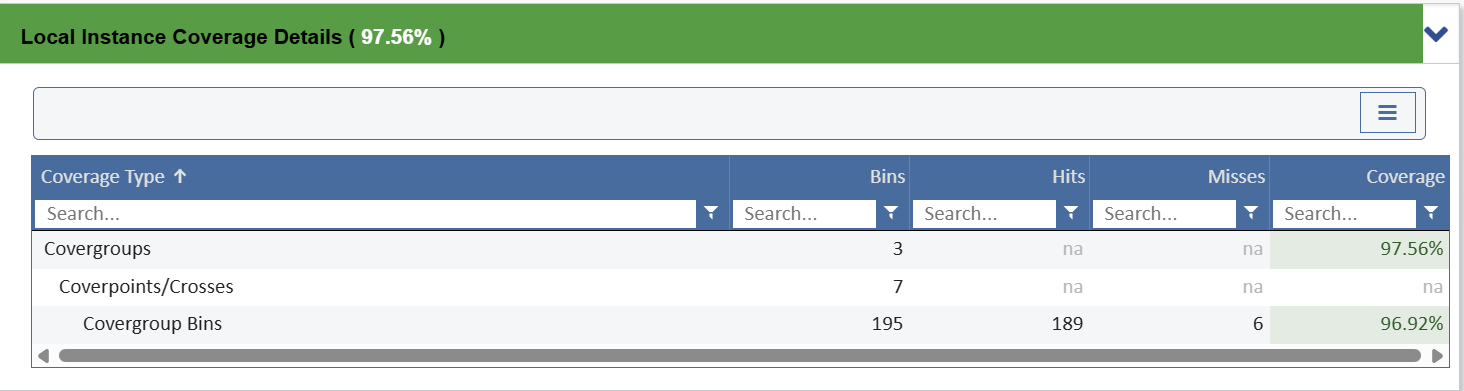 Local Instance Coverage Details ( 97.56% )
Coverage Type ↑ Bins Hits Misses Coverage
Search... Search... Search... Search... Search...
Covergroups 3 na na 97.56%
Coverpoints/Crosses 7 na na na
Covergroup Bins 195 189 6 96.92%